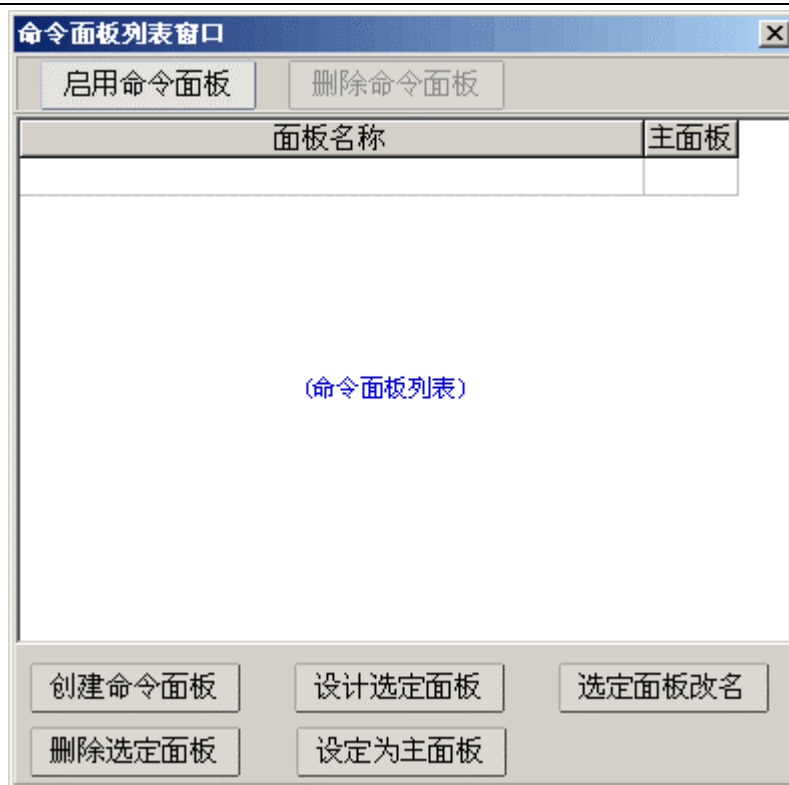 命令面板列表窗口
启用命令面板 删除命令面板
面板名称 主面板
(命令面板列表)
创建命令面板 设计选定面板 选定面板改名
删除选定面板 设定为主面板